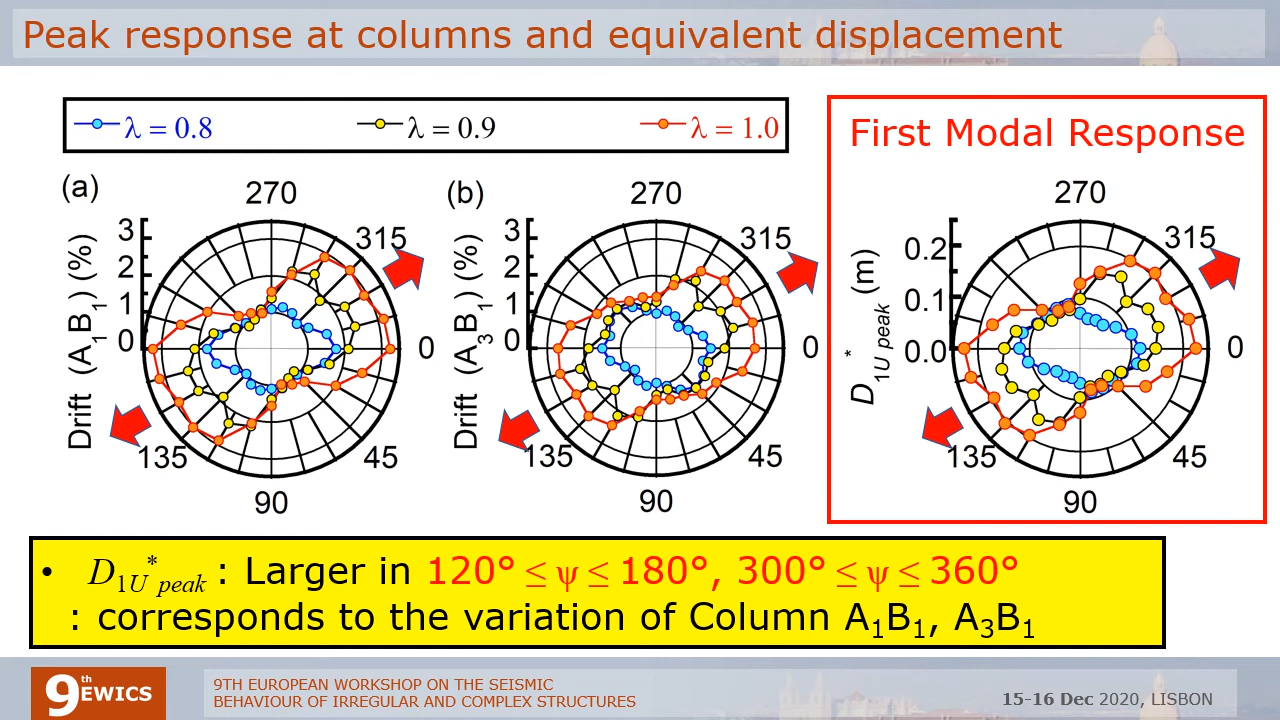 Peak response at columns and equivalent displacement
λ = 0.8
λ = 0.9
λ = 1.0
First Modal Response
(a)
270
315
0
45
90
135
3
2
1
0
Drift (A₁B₁) (%)
(b)
270
315
0
45
90
135
3
2
1
0
Drift (A₃B₁) (%)
270
315
0
45
90
135
0.2
0.1
0.0
D₁U*peak (m)
• D₁U*peak : Larger in 120° ≤ ψ ≤ 180°, 300° ≤ ψ ≤ 360°
: corresponds to the variation of Column A₁B₁, A₃B₁
9th EWICS
9TH EUROPEAN WORKSHOP ON THE SEISMIC
BEHAVIOUR OF IRREGULAR AND COMPLEX STRUCTURES
15-16 Dec 2020, LISBON